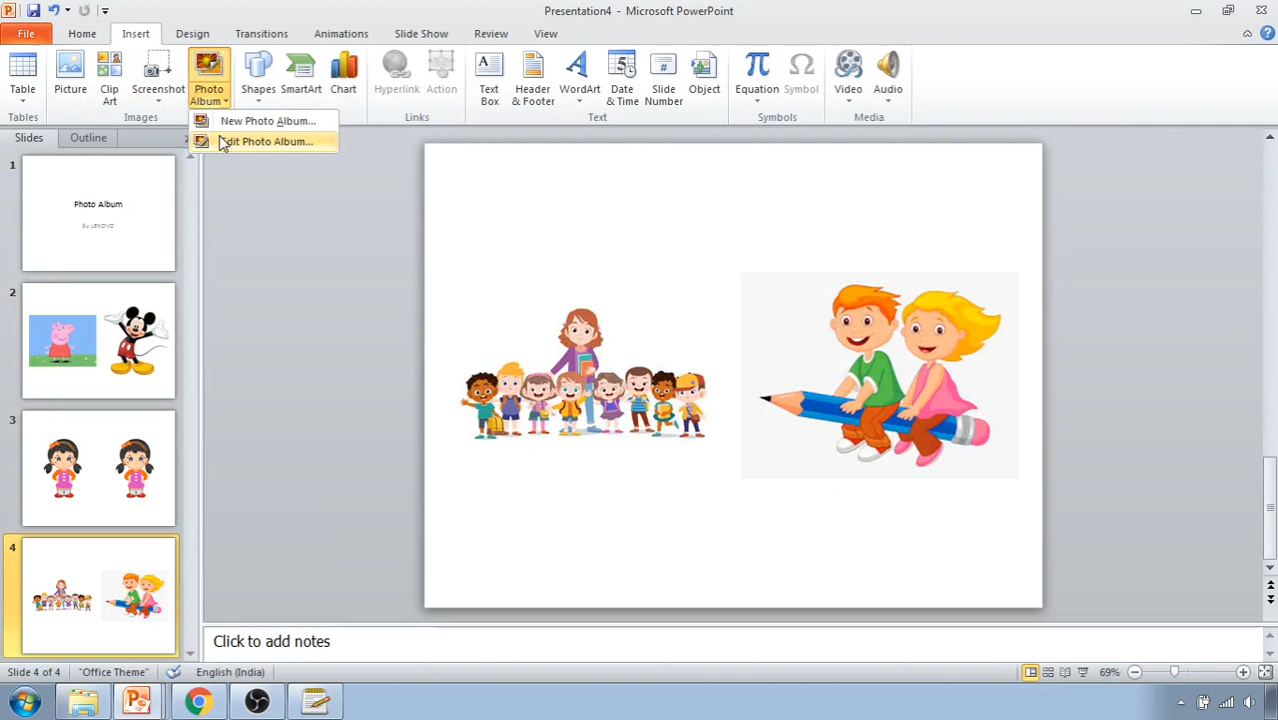 Presentation4 - Microsoft PowerPoint
File Home Insert Design Transitions Animations Slide Show Review View
Table
Picture
Clip Art
Screenshot
Photo Album
Shapes
SmartArt
Chart
Hyperlink
Action
Text Box
Header & Footer
WordArt
Date & Time
Slide Number
Object
Equation
Symbol
Video
Audio
Tables
Images
Links
Text
Symbols
Media
New Photo Album...
Edit Photo Album...
Slides Outline
1
Photo Album
by LENOVO
2
3
4
Click to add notes
Slide 4 of 4 "Office Theme" English (India) 69%